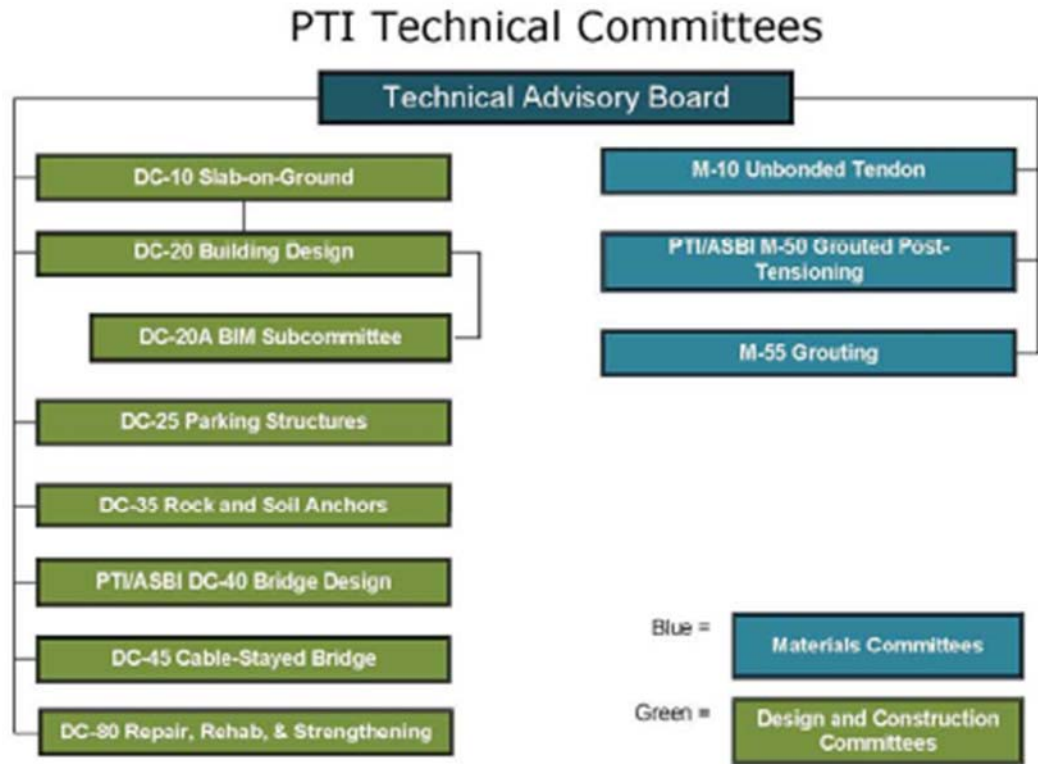 PTI Technical Committees
Technical Advisory Board
DC-10 Slab-on-Ground
DC-20 Building Design
DC-20A BIM Subcommittee
DC-25 Parking Structures
DC-35 Rock and Soil Anchors
PTI/ASBI DC-40 Bridge Design
DC-45 Cable-Stayed Bridge
DC-80 Repair, Rehab, & Strengthening
M-10 Unbonded Tendon
PTI/ASBI M-50 Grouted Post-
Tensioning
M-55 Grouting
Blue =
Materials Committees
Green =
Design and Construction
Committees